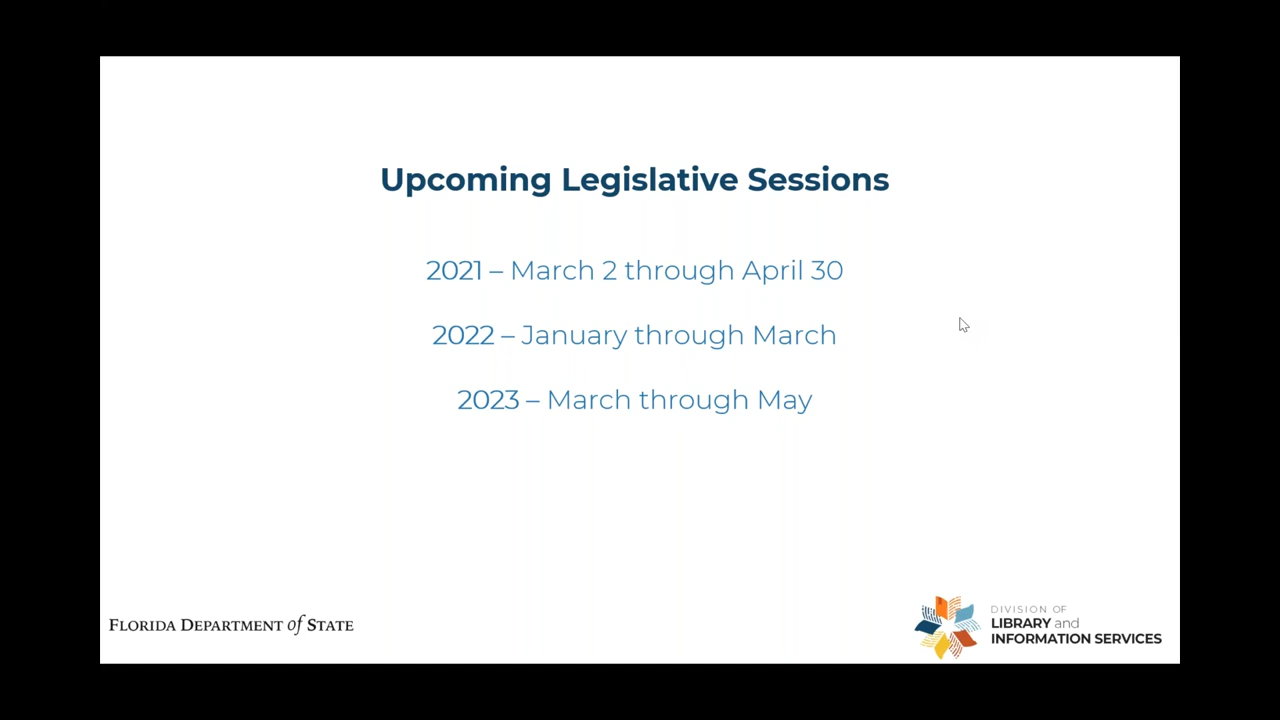 Upcoming Legislative Sessions
2021 – March 2 through April 30
2022 – January through March
2023 – March through May
FLORIDA DEPARTMENT of STATE
DIVISION OF
LIBRARY and
INFORMATION SERVICES